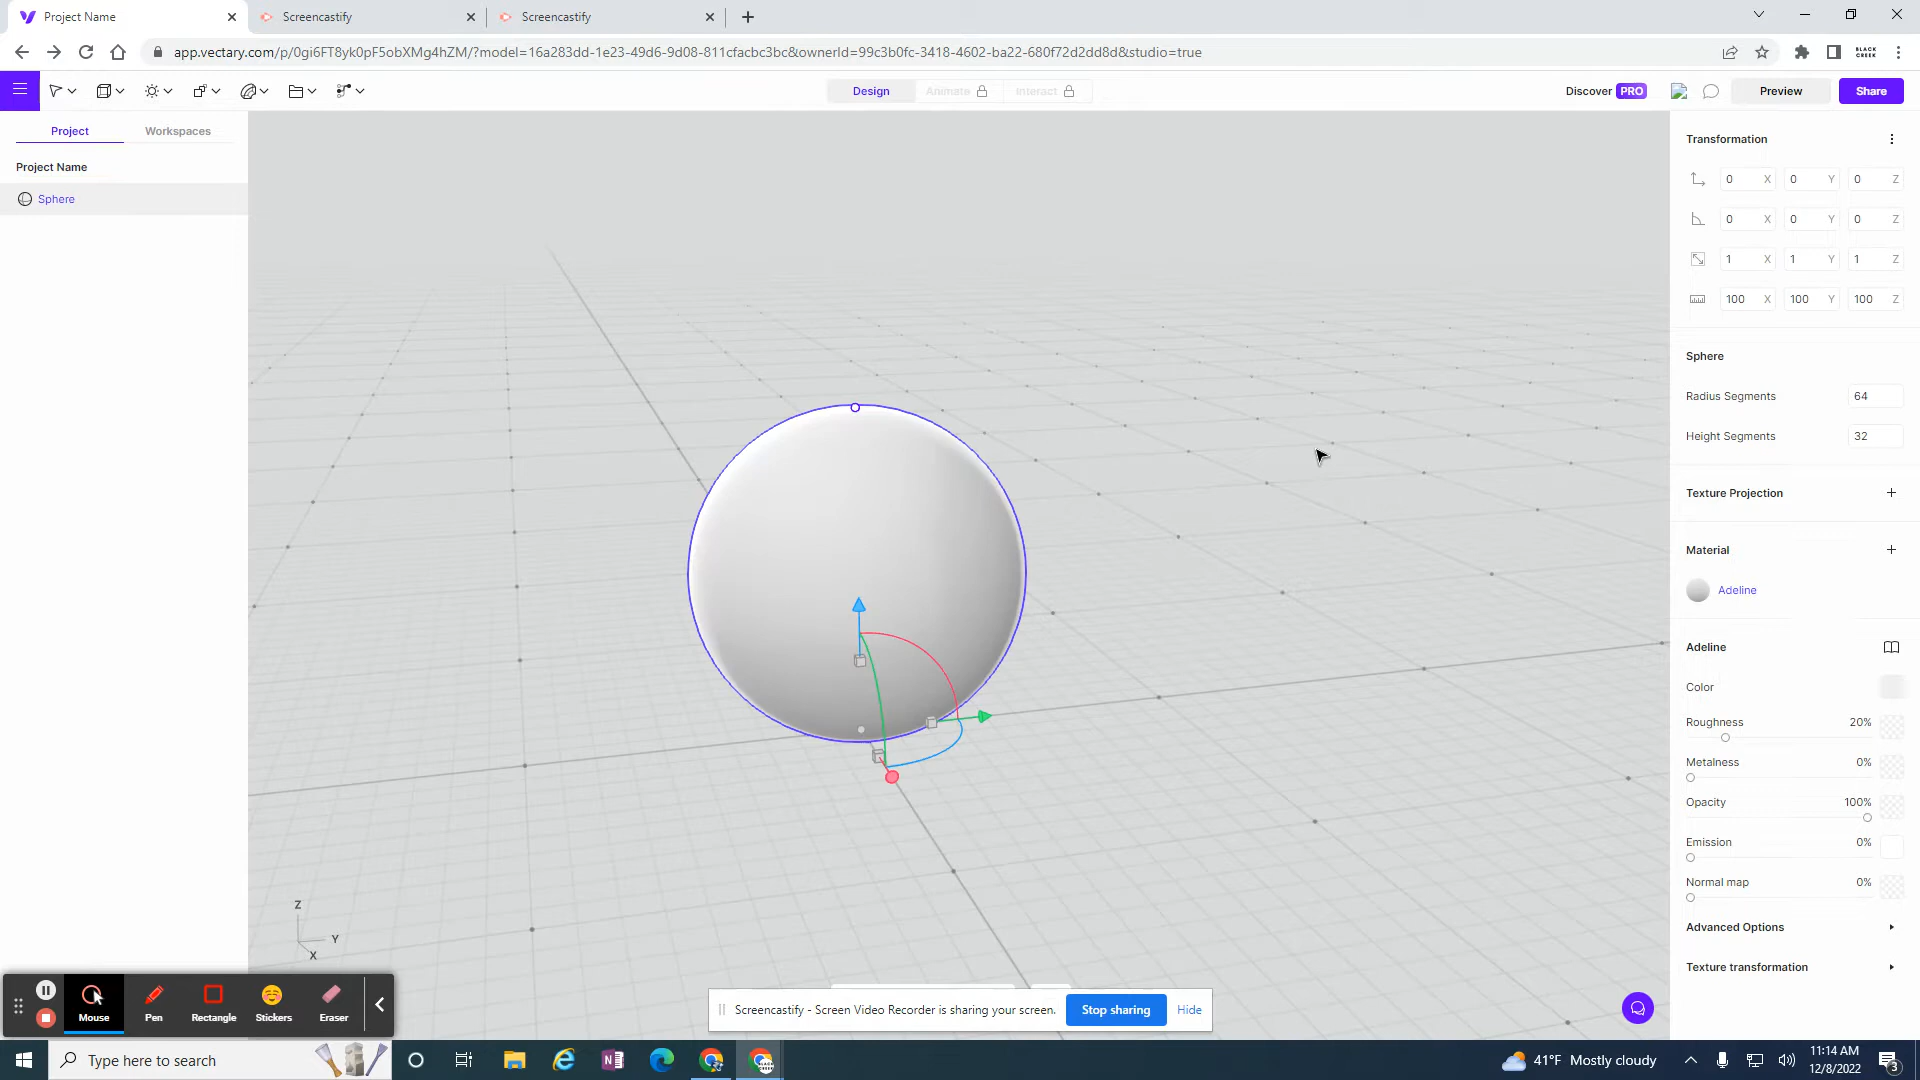 Project Name
Screencastify
Screencastify
app.vectary.com/p/0gi6FT8yk0pF5obXMg4hZM/?model=16a283dd-1e23-49d6-9d08-811cfacbc3bc&ownerId=99c3b0fc-3418-4602-ba22-680f72d2dd8d&studio=true
BLACK
CREEK
Design
Animate
Interact
Discover PRO
Preview
Share
Project
Workspaces
Project Name
Sphere
Transformation
0 X 0 Y 0 Z
0 X 0 Y 0 Z
1 X 1 Y 1 Z
100 X 100 Y 100 Z
Sphere
Radius Segments 64
Height Segments 32
Texture Projection
Material
Adeline
Adeline
Color
Roughness 20%
Metalness 0%
Opacity 100%
Emission 0%
Normal map 0%
Advanced Options
Texture transformation
Z
Y
X
Mouse
Pen
Rectangle
Stickers
Eraser
Screencastify - Screen Video Recorder is sharing your screen.
Stop sharing
Hide
Type here to search
41°F Mostly cloudy
11:14 AM
12/8/2022
3